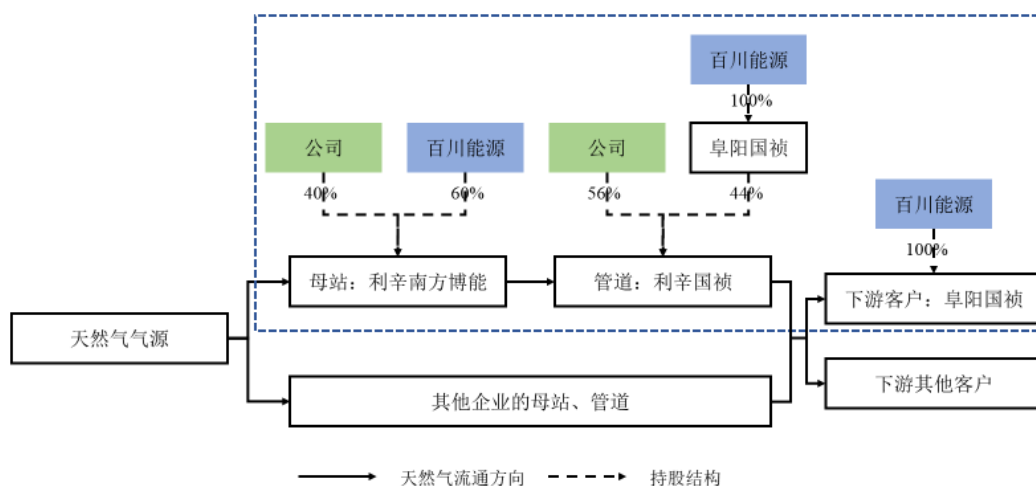 百川能源
100%
公司
百川能源
公司
阜阳国祯
40%
60%
56%
44%
百川能源
100%
母站：利辛南方博能
管道：利辛国祯
下游客户：阜阳国祯
天然气气源
其他企业的母站、管道
下游其他客户
天然气流通方向
持股结构